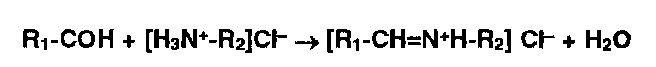 R₁-COH + [H₃N⁺-R₂]Cl⁻ → [R₁-CH=N⁺H-R₂] Cl⁻ + H₂O